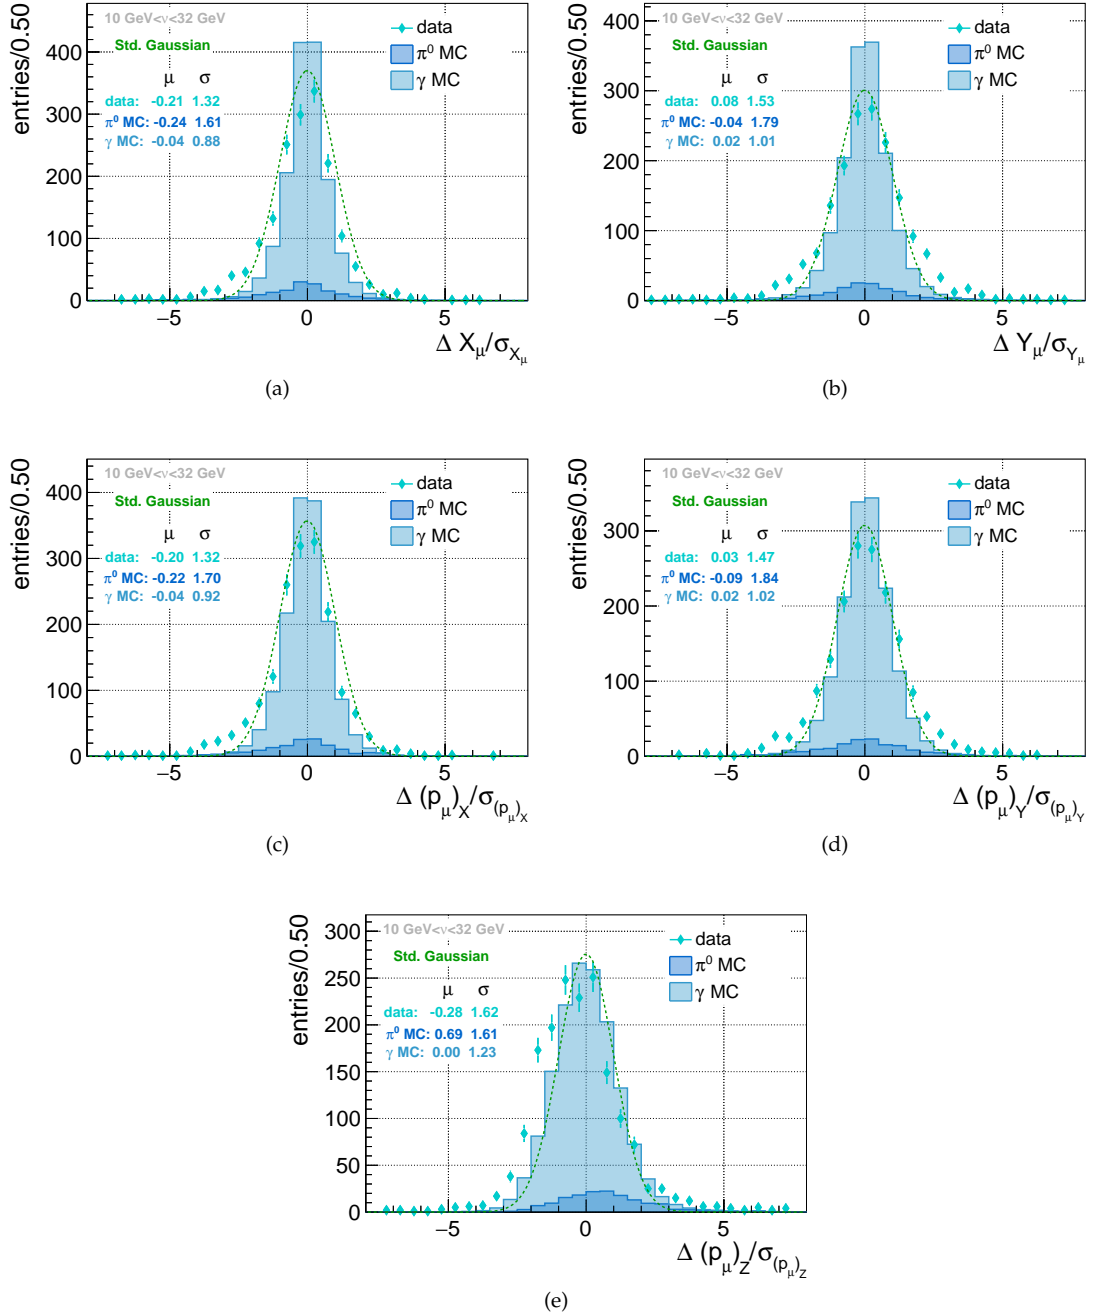 entries/0.50
10 GeV<ν<32 GeV
Std. Gaussian
μ σ
data: -0.21 1.32
π⁰ MC: -0.24 1.61
γ MC: -0.04 0.88
data
π⁰ MC
γ MC
400
300
200
100
0
−5 0 5
Δ X_μ/σ_{X_μ}
(a)
entries/0.50
10 GeV<ν<32 GeV
Std. Gaussian
μ σ
data: 0.08 1.53
π⁰ MC: -0.04 1.79
γ MC: 0.02 1.01
data
π⁰ MC
γ MC
400
300
200
100
0
−5 0 5
Δ Y_μ/σ_{Y_μ}
(b)
entries/0.50
10 GeV<ν<32 GeV
Std. Gaussian
μ σ
data: -0.20 1.32
π⁰ MC: -0.22 1.70
γ MC: -0.04 0.92
data
π⁰ MC
γ MC
400
300
200
100
0
−5 0 5
Δ (p_μ)_X/σ_{(p_μ)_X}
(c)
entries/0.50
10 GeV<ν<32 GeV
Std. Gaussian
μ σ
data: 0.03 1.47
π⁰ MC: -0.09 1.84
γ MC: 0.02 1.02
data
π⁰ MC
γ MC
300
200
100
0
−5 0 5
Δ (p_μ)_Y/σ_{(p_μ)_Y}
(d)
entries/0.50
10 GeV<ν<32 GeV
Std. Gaussian
μ σ
data: -0.28 1.62
π⁰ MC: 0.69 1.61
γ MC: 0.00 1.23
data
π⁰ MC
γ MC
300
250
200
150
100
50
0
−5 0 5
Δ (p_μ)_Z/σ_{(p_μ)_Z}
(e)